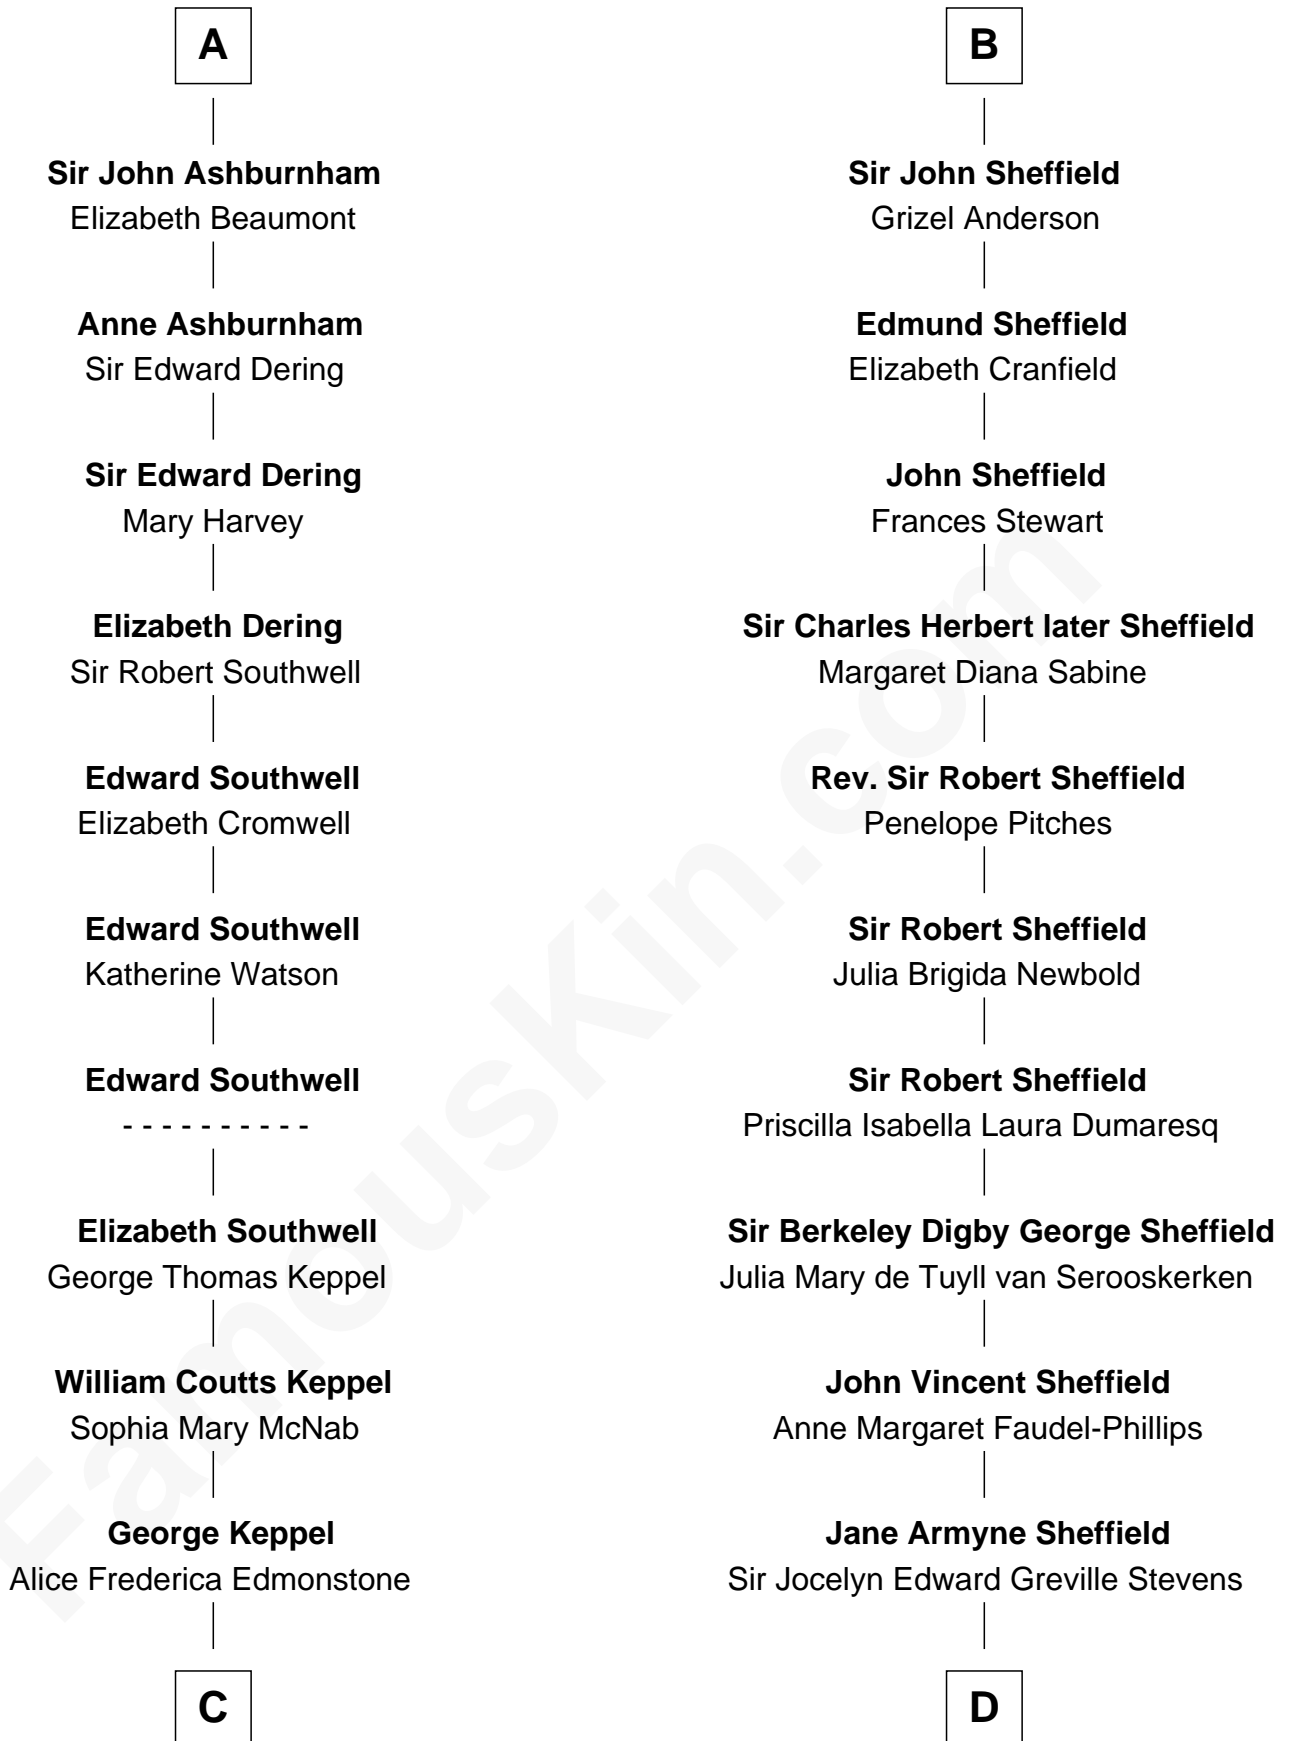 A
Sir John Ashburnham
Elizabeth Beaumont
Anne Ashburnham
Sir Edward Dering
Sir Edward Dering
Mary Harvey
Elizabeth Dering
Sir Robert Southwell
Edward Southwell
Elizabeth Cromwell
Edward Southwell
Katherine Watson
Edward Southwell
- - - - - - - - - -
Elizabeth Southwell
George Thomas Keppel
William Coutts Keppel
Sophia Mary McNab
George Keppel
Alice Frederica Edmonstone
C
B
Sir John Sheffield
Grizel Anderson
Edmund Sheffield
Elizabeth Cranfield
John Sheffield
Frances Stewart
Sir Charles Herbert later Sheffield
Margaret Diana Sabine
Rev. Sir Robert Sheffield
Penelope Pitches
Sir Robert Sheffield
Julia Brigida Newbold
Sir Robert Sheffield
Priscilla Isabella Laura Dumaresq
Sir Berkeley Digby George Sheffield
Julia Mary de Tuyll van Serooskerken
John Vincent Sheffield
Anne Margaret Faudel-Phillips
Jane Armyne Sheffield
Sir Jocelyn Edward Greville Stevens
D
FamousKin.com